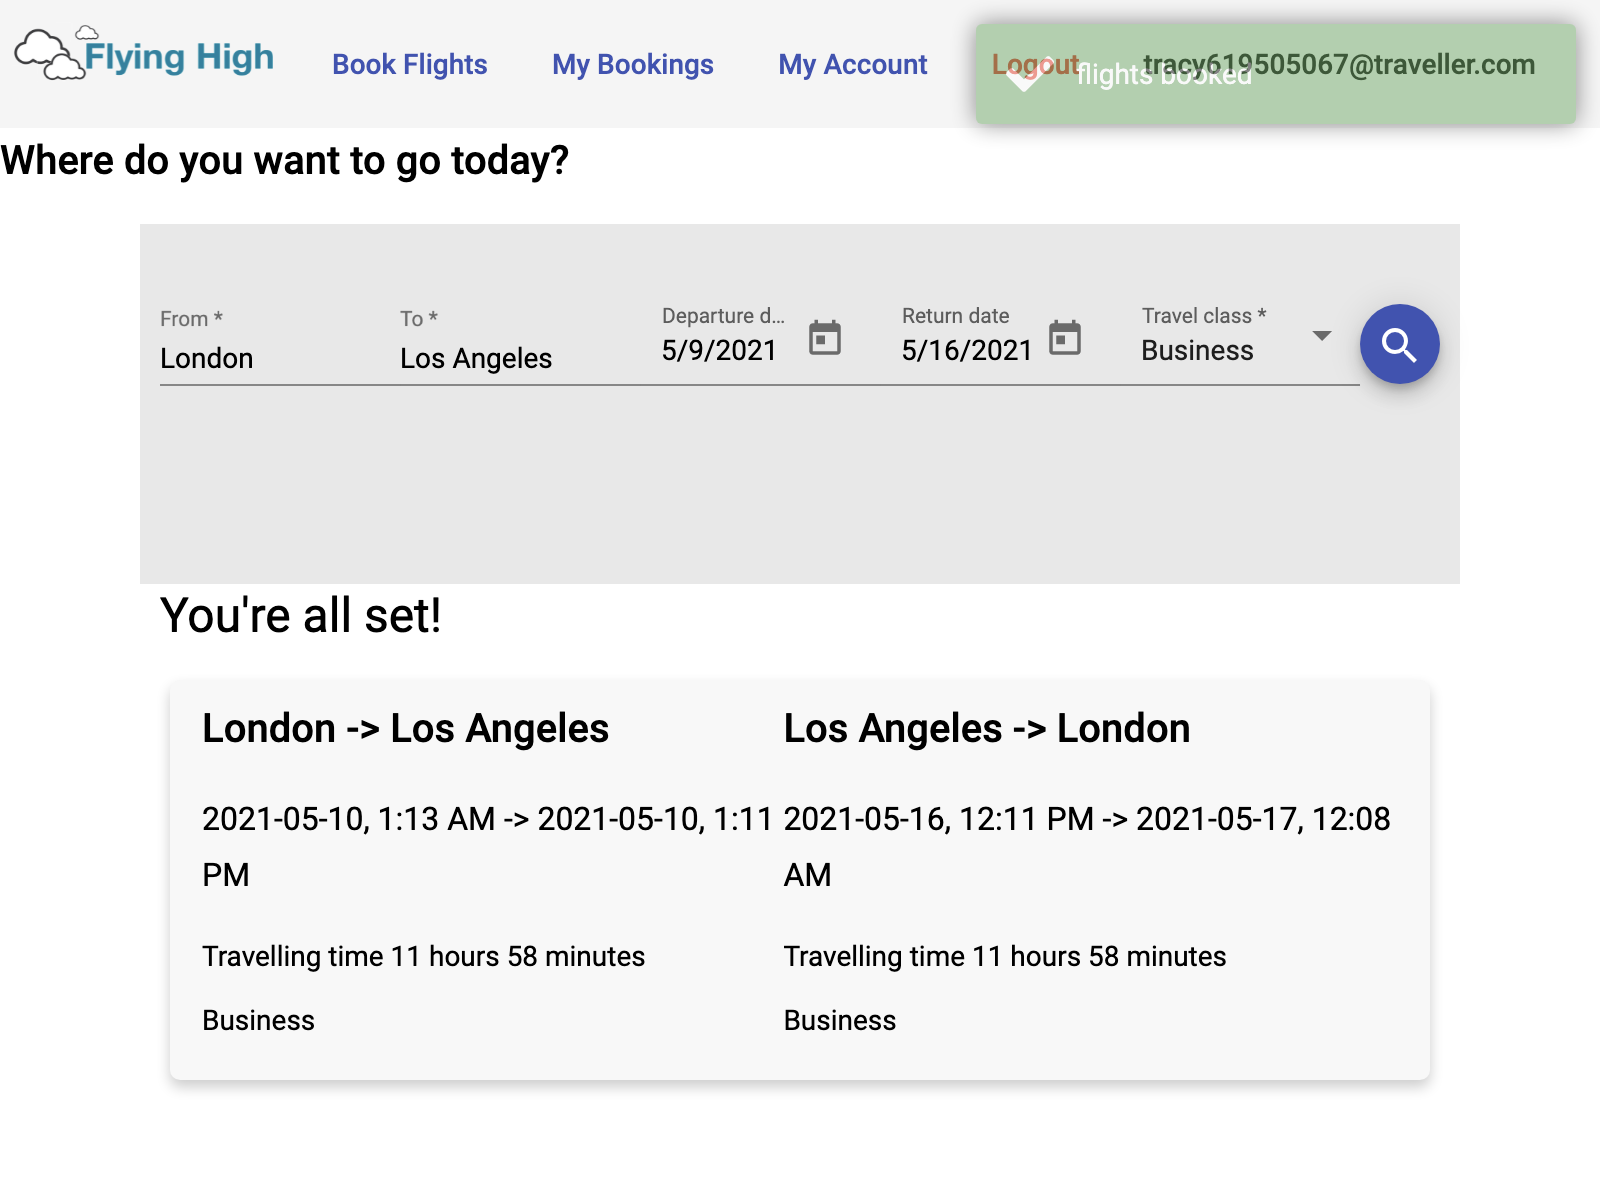 Flying High
Book Flights
My Bookings
My Account
Logout
tracy619505067@traveller.com
flights booked
Where do you want to go today?
From *
London
To *
Los Angeles
Departure d...
5/9/2021
Return date
5/16/2021
Travel class *
Business
You're all set!
London -> Los Angeles
2021-05-10, 1:13 AM -> 2021-05-10, 1:11
PM
Travelling time 11 hours 58 minutes
Business
Los Angeles -> London
2021-05-16, 12:11 PM -> 2021-05-17, 12:08
AM
Travelling time 11 hours 58 minutes
Business